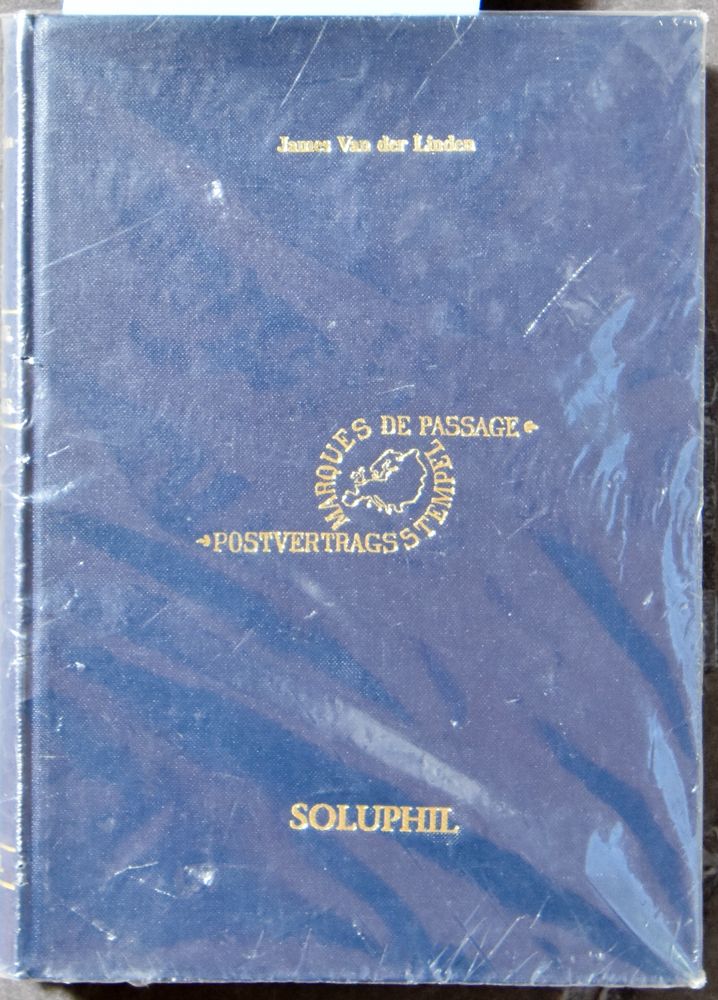 James Van der Linden
MARQUES DE PASSAGE
POSTVERTRAGSSTEMPEL
SOLUPHIL